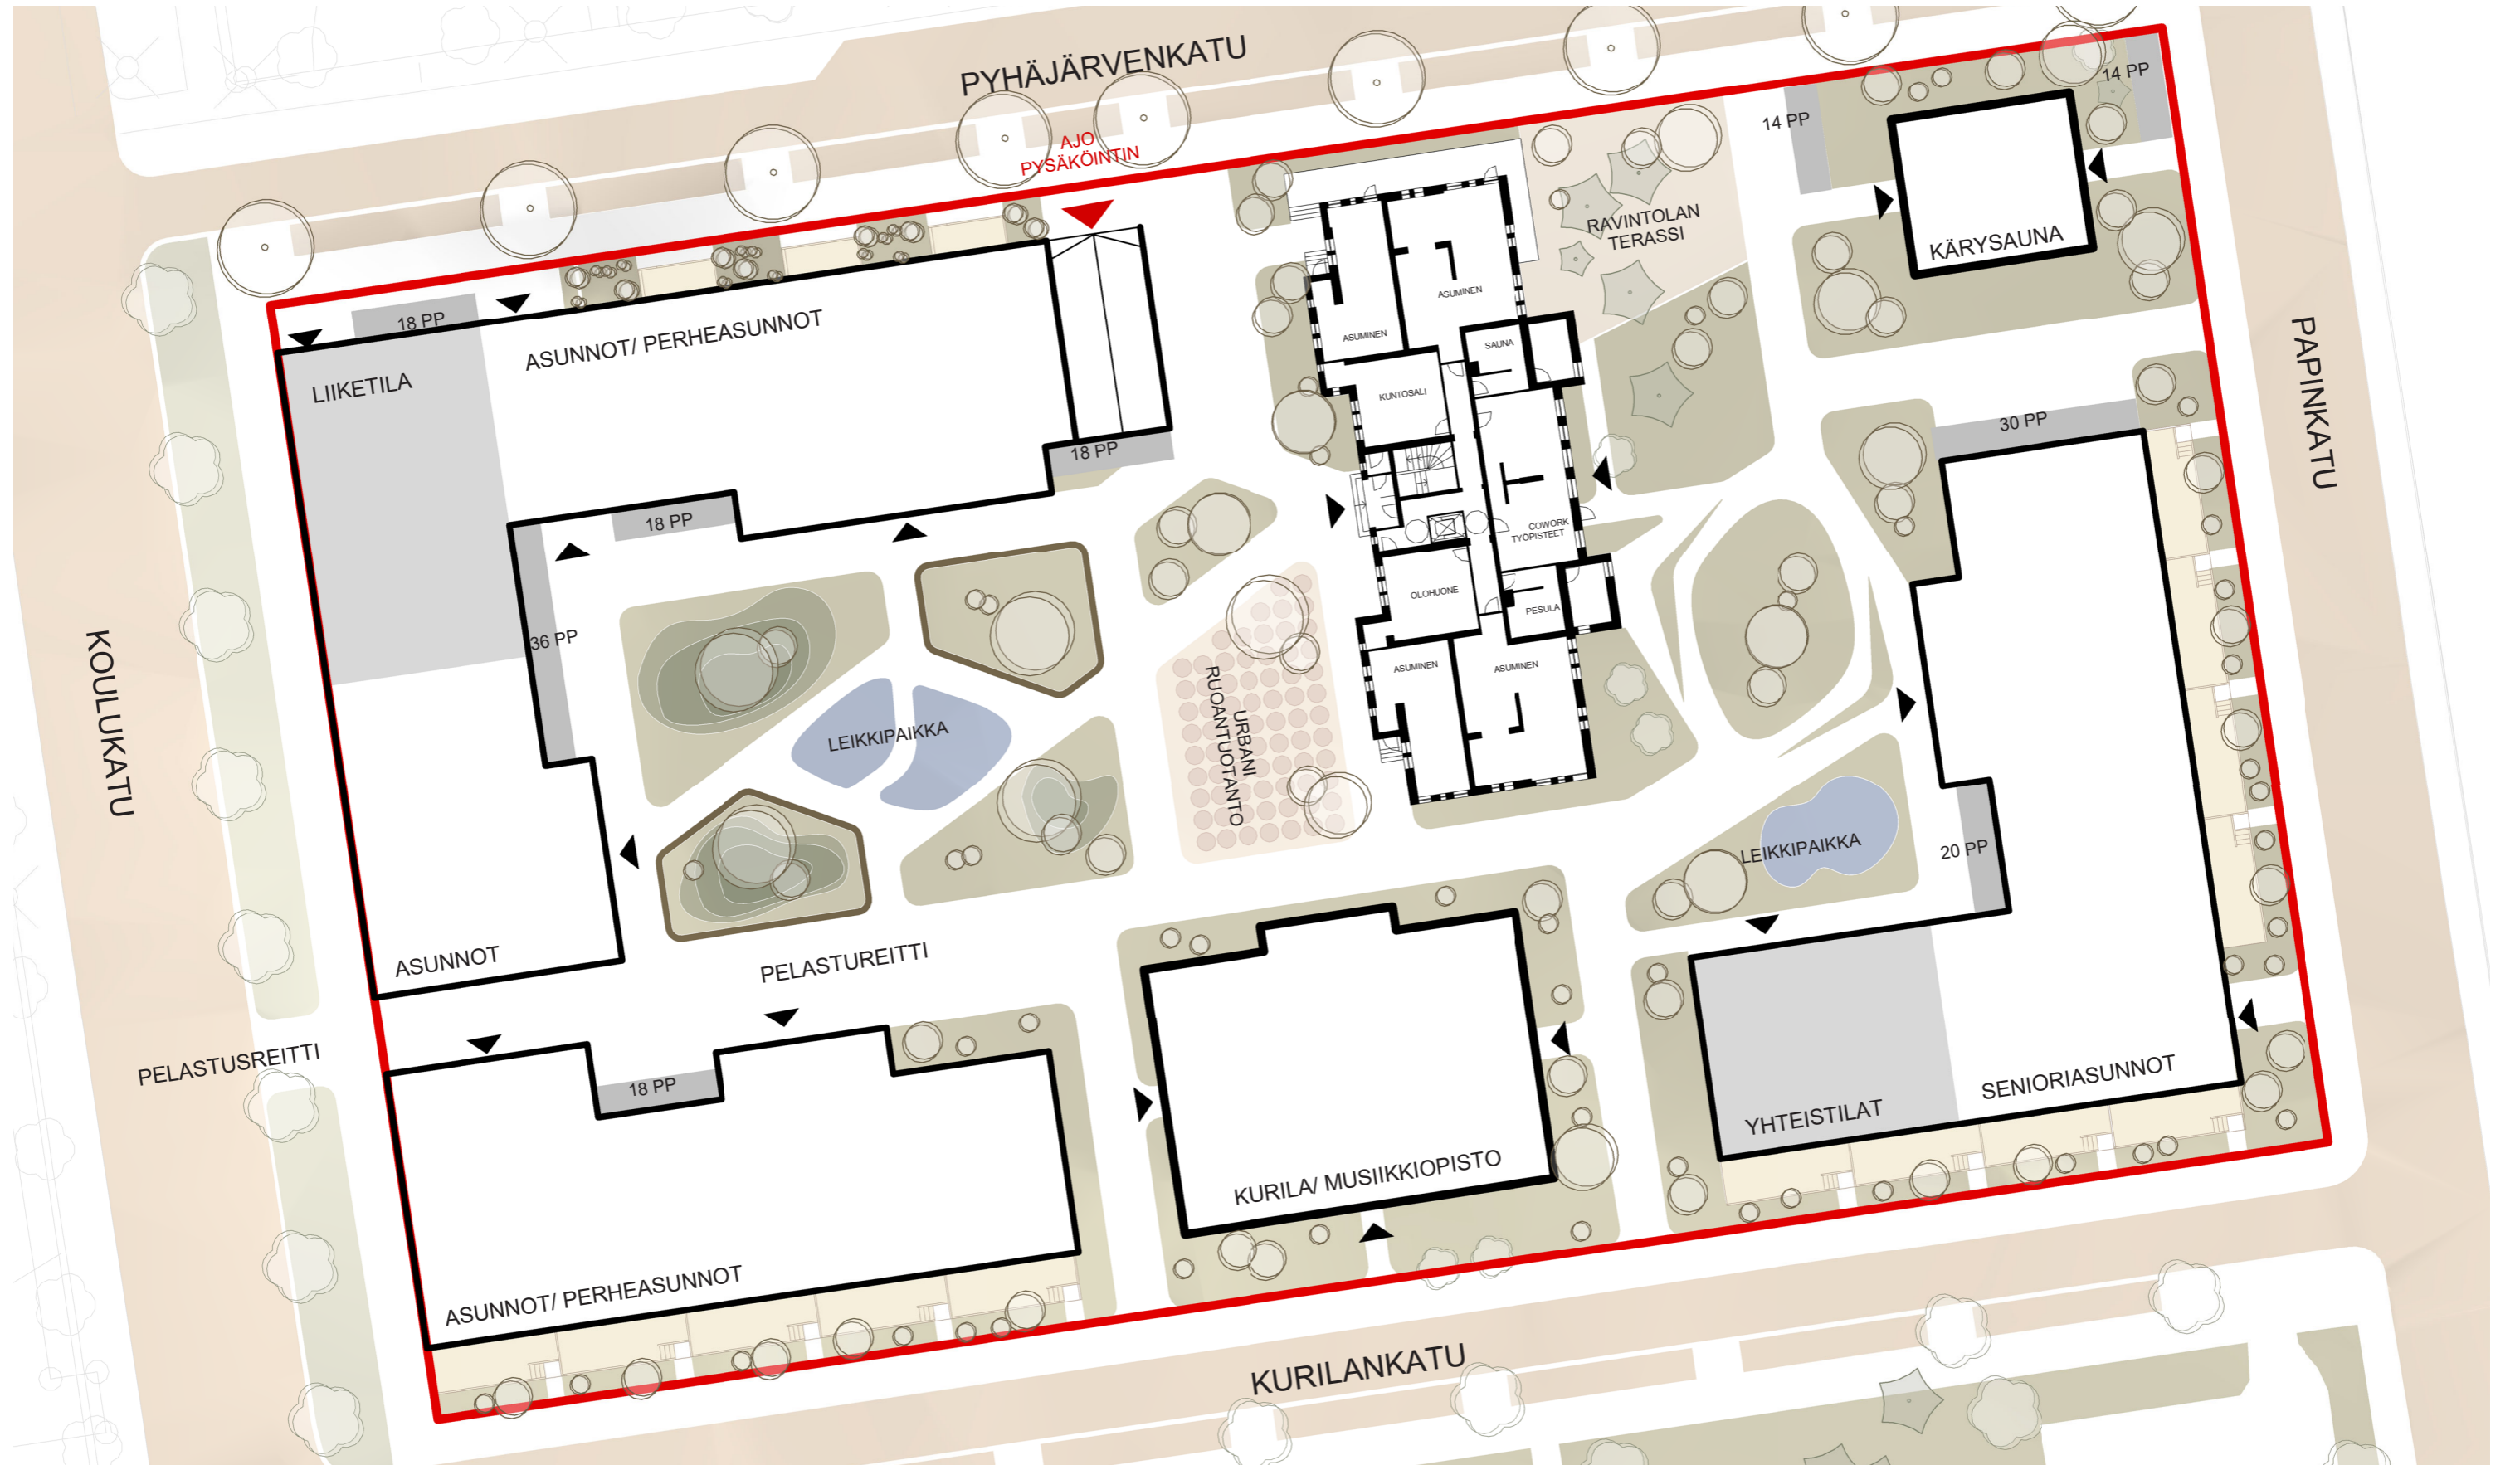 PYHÄJÄRVENKATU
AJO
PYSÄKÖINTIN
14 PP
14 PP
RAVINTOLAN
TERASSI
KÄRYSAUNA
18 PP
ASUNNOT/ PERHEASUNNOT
LIIKETILA
ASUMINEN
ASUMINEN
SAUNA
KUNTOSALI
PAPINKATU
30 PP
18 PP
18 PP
36 PP
COWORK
TYÖPISTEET
OLOHUONE
PESULA
ASUMINEN
ASUMINEN
KOULUKATU
LEIKKIPAIKKA
URBANI
RUOANTUOTANTO
LEIKKIPAIKKA
20 PP
ASUNNOT
PELASTUREITTI
PELASTUSREITTI
18 PP
SENIORIASUNNOT
YHTEISTILAT
KURILA/ MUSIIKKIOPISTO
ASUNNOT/ PERHEASUNNOT
KURILANKATU